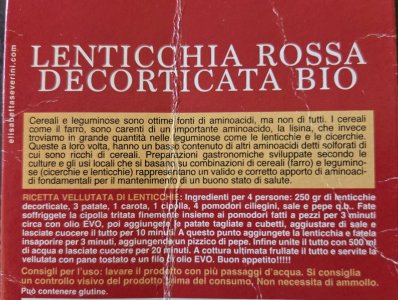 elisabettaseverini.com
LENTICCHIA ROSSA
DECORTICATA BIO
Cereali e leguminose sono ottime fonti di aminoacidi, ma non di tutti. I cereali
come il farro, sono carenti di un importante aminoacido, la lisina, che invece
troviamo in grande quantità nelle leguminose come le lenticchie e le cicerchie.
Queste a loro volta, hanno un basso contenuto di altri aminoacidi detti solforati di
cui sono ricchi di cereali. Preparazioni gastronomiche sviluppate secondo le
culture e gli usi locali che si basano su combinazioni di cereali (farro) e legumino-
se (cicerchie e lenticchie) rappresentano un valido e corretto apporto di aminoaci-
di fondamentali per il mantenimento di un buono stato di salute.
RICETTA VELLUTATA DI LENTICCHIE: Ingredienti per 4 persone: 250 gr di lenticchie
decorticate, 3 patate, 1 carota, 1 cipolla, 4 pomodori ciliegini, sale e pepe q.b.. Fate
soffriggete la cipolla tritata finemente insieme ai pomodori fatti a pezzi per 3 minuti
circa con olio EVO, poi aggiungete le patate tagliate a cubetti, aggiustare di sale e
lasciate cuocere il tutto per 10 minuti. A questo punto aggiungete la lenticchia e fatela
insaporire per 3 minuti, aggiungendo un pizzico di pepe. Infine unite il tutto con 500 ml
di acqua e lasciate cuocere per 20 minuti. A cottura ultimata frullate il tutto e servite la
vellutata con pane tostato e un filo di olio EVO. Buon appetito!!!!!
Consigli per l'uso: lavare il prodotto con più passaggi d'acqua. Si consiglia
un controllo visivo del prodotto prima del consumo. Non necessita di ammollo.
Può contenere glutine.